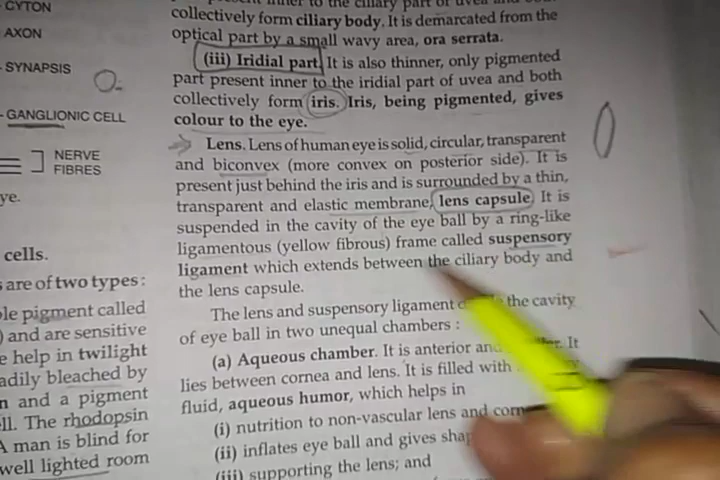 CYTON
AXON
SYNAPSIS
GANGLIONIC CELL
NERVE
FIBRES
ye.
cells.
are of two types:
le pigment called
) and are sensitive
e help in twilight
adily bleached by
n and a pigment
ll. The rhodopsin
A man is blind for
well lighted room
collectively form ciliary body. It is demarcated from the
optical part by a small wavy area, ora serrata.
(iii) Iridial part. It is also thinner, only pigmented
part present inner to the iridial part of uvea and both
collectively form iris. Iris, being pigmented, gives
colour to the eye.
Lens. Lens of human eye is solid, circular, transparent
and biconvex (more convex on posterior side). It is
present just behind the iris and is surrounded by a thin,
transparent and elastic membrane, lens capsule. It is
suspended in the cavity of the eye ball by a ring-like
ligamentous (yellow fibrous) frame called suspensory
ligament which extends between the ciliary body and
the lens capsule.
The lens and suspensory ligament the cavity
of eye ball in two unequal chambers :
(a) Aqueous chamber. It is anterior and It
lies between cornea and lens. It is filled with
fluid, aqueous humor, which helps in
(i) nutrition to non-vascular lens and
(ii) inflates eye ball and gives
(iii) supporting the lens; and